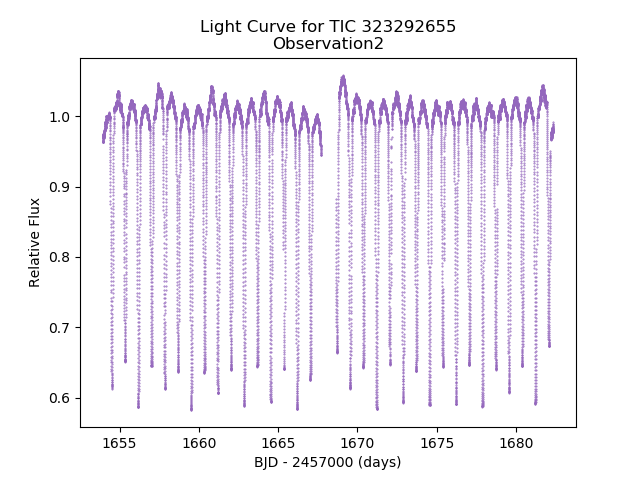 Light Curve for TIC 323292655
Observation2
Relative Flux
1.0
0.9
0.8
0.7
0.6
1655 1660 1665 1670 1675 1680
BJD - 2457000 (days)